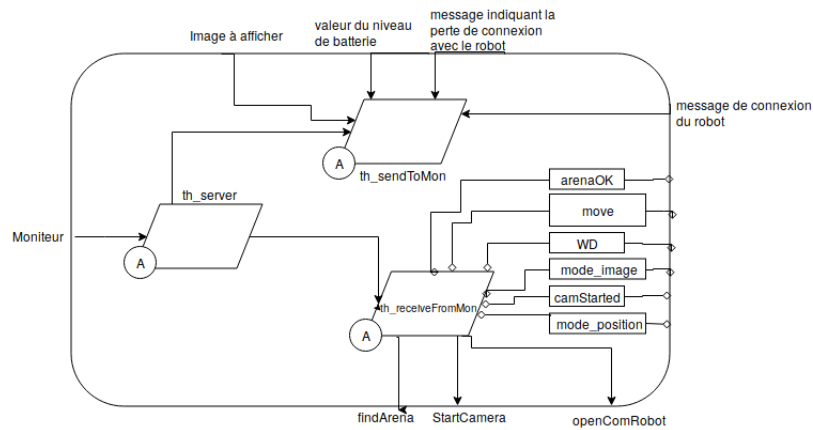 Image à afficher
valeur du niveau
de batterie
message indiquant la
perte de connexion
avec le robot
message de connexion
du robot
A
th_sendToMon
th_server
Moniteur
A
arenaOK
move
WD
mode_image
camStarted
mode_position
th_receiveFromMon
A
findArena
StartCamera
openComRobot